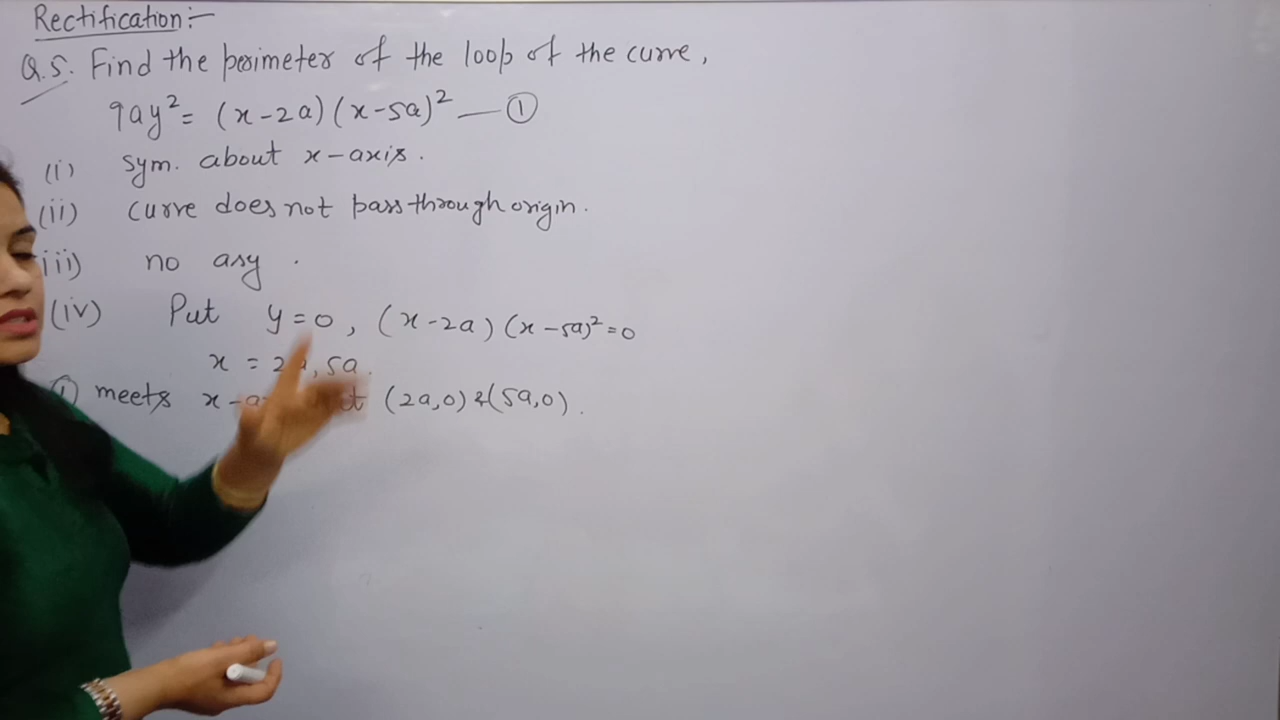 Rectification:-
Q.5. Find the perimeter of the loop of the curve,
9ay²= (x-2a)(x-5a)² — ①
(i) sym. about x-axis.
(ii) curve does not pass through origin.
iii) no asy.
(iv) Put y=0, (x-2a)(x-5a)²=0
x = 2a, 5a.
① meets (2a,0) &(5a,0).